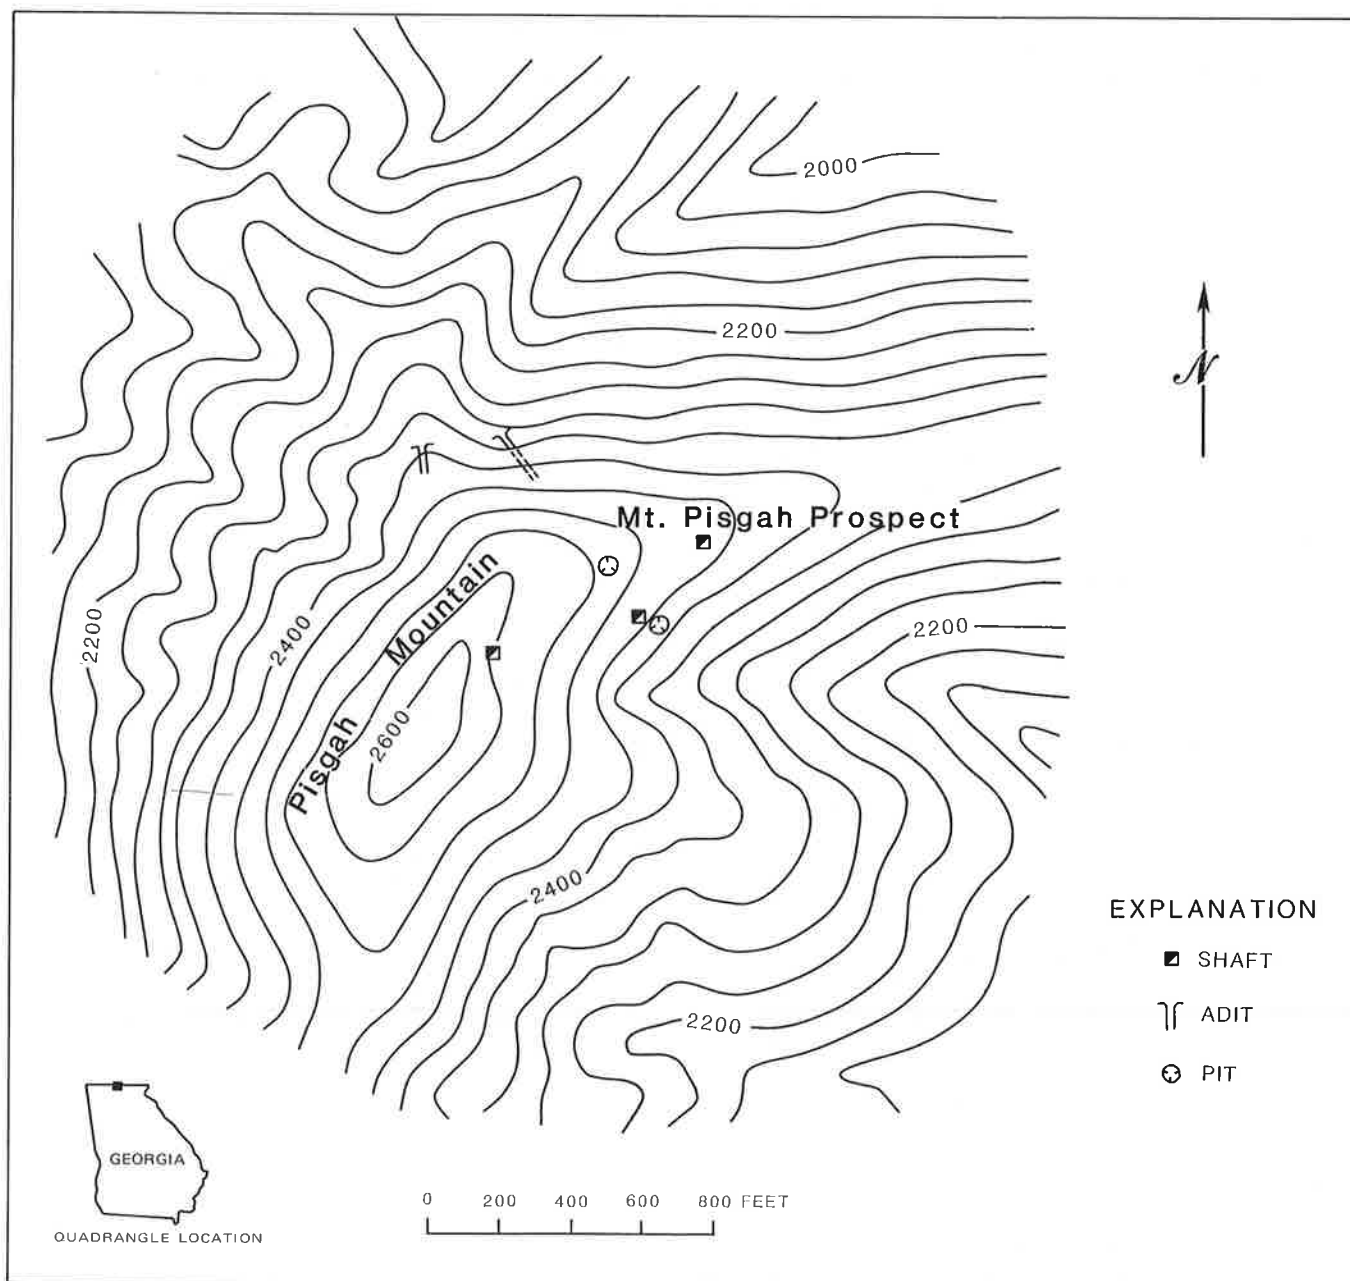 2000
2200
N
Mt. Pisgah Prospect
Pisgah Mountain
2200
2400
2600
2200
2400
2200
EXPLANATION
SHAFT
ADIT
PIT
GEORGIA
QUADRANGLE LOCATION
0 200 400 600 800 FEET